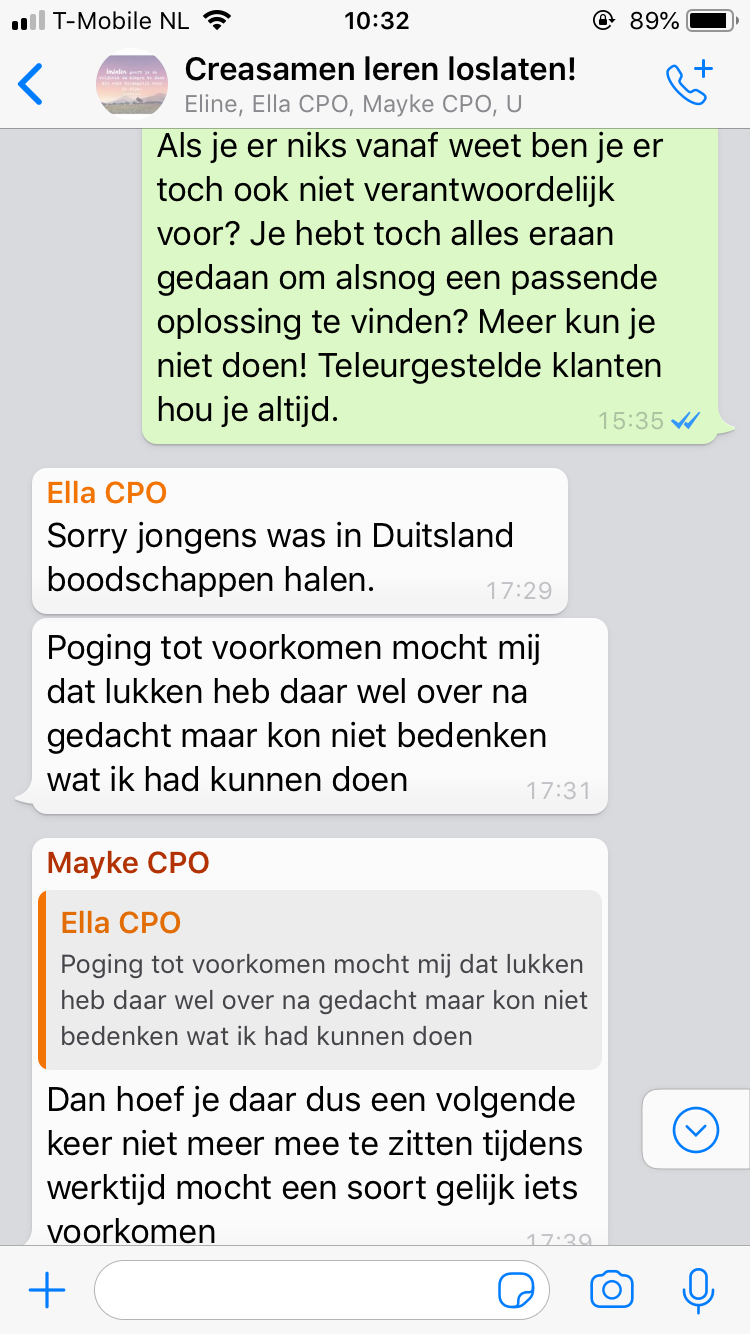 T-Mobile NL 10:32 89%
Creasamen leren loslaten!
Eline, Ella CPO, Mayke CPO, U
Als je er niks vanaf weet ben je er
toch ook niet verantwoordelijk
voor? Je hebt toch alles eraan
gedaan om alsnog een passende
oplossing te vinden? Meer kun je
niet doen! Teleurgestelde klanten
hou je altijd.
15:35
Ella CPO
Sorry jongens was in Duitsland
boodschappen halen.
17:29
Poging tot voorkomen mocht mij
dat lukken heb daar wel over na
gedacht maar kon niet bedenken
wat ik had kunnen doen
17:31
Mayke CPO
Ella CPO
Poging tot voorkomen mocht mij dat lukken
heb daar wel over na gedacht maar kon niet
bedenken wat ik had kunnen doen
Dan hoef je daar dus een volgende
keer niet meer mee te zitten tijdens
werktijd mocht een soort gelijk iets
voorkomen
17:39